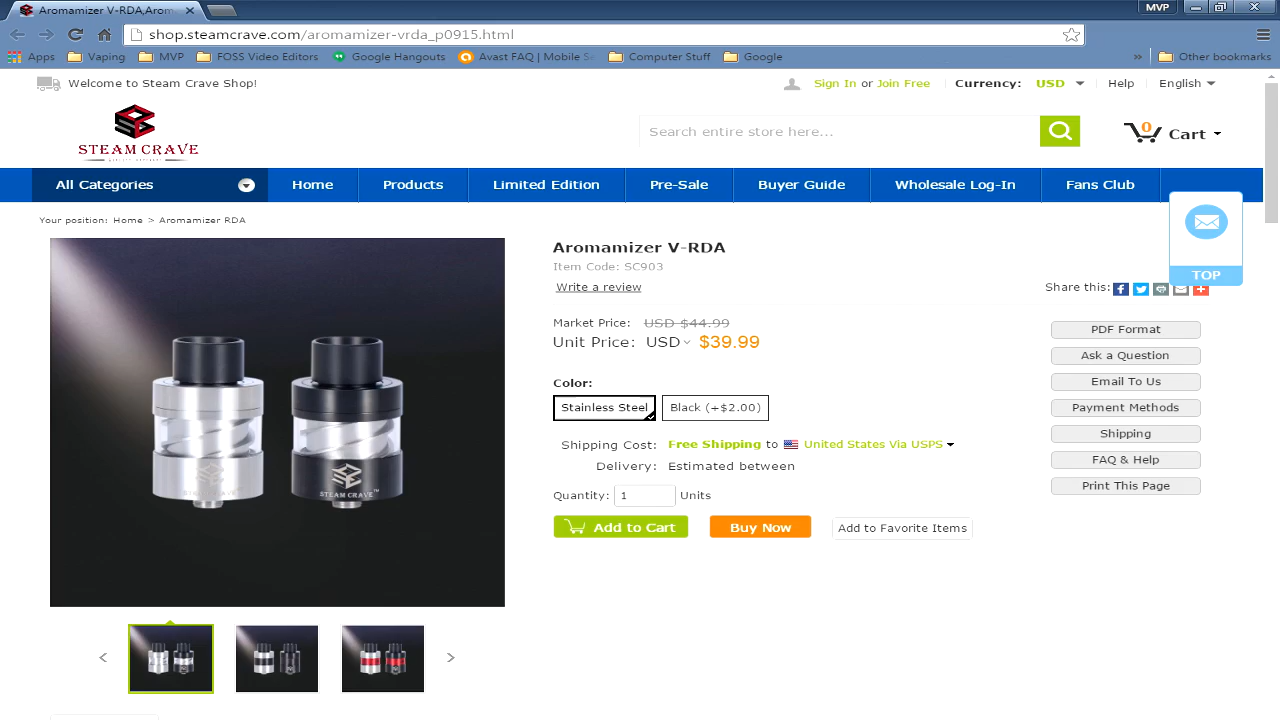 Aromamizer V-RDA,Arom
MVP
shop.steamcrave.com/aromamizer-vrda_p0915.html
Apps Vaping MVP FOSS Video Editors Google Hangouts Avast FAQ | Mobile Se Computer Stuff Google » Other bookmarks
Welcome to Steam Crave Shop!
Sign In or Join Free Currency: USD Help English
STEAM CRAVE
Search entire store here...
0 Cart
All Categories Home Products Limited Edition Pre-Sale Buyer Guide Wholesale Log-In Fans Club
Your position: Home > Aromamizer RDA
TOP
Aromamizer V-RDA
Item Code: SC903
Write a review
Share this:
Market Price: USD $44.99
Unit Price: USD $39.99
Color:
Stainless Steel Black (+$2.00)
Shipping Cost: Free Shipping to United States Via USPS
Delivery: Estimated between
Quantity: 1 Units
Add to Cart Buy Now Add to Favorite Items
PDF Format
Ask a Question
Email To Us
Payment Methods
Shipping
FAQ & Help
Print This Page
STEAM CRAVE STEAM CRAVE™
< >